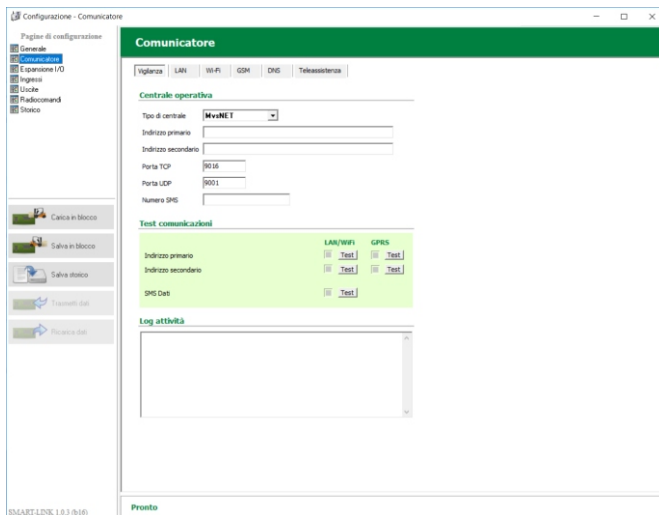 Configurazione - Comunicatore
Pagine di configurazione
Generale
Comunicatore
Espansione I/O
Ingressi
Uscite
Radiocomandi
Storico
Carica in blocco
Salva in blocco
Salva storico
Trasmetti dati
Ricarica dati
SMART-LINK 1.0.3 (b16)
Comunicatore
Vigilanza LAN Wi-Fi GSM DNS Teleassistenza
Centrale operativa
Tipo di centrale MvsNET
Indirizzo primario
Indirizzo secondario
Porta TCP 9016
Porta UDP 9001
Numero SMS
Test comunicazioni
LAN/WiFi GPRS
Indirizzo primario Test Test
Indirizzo secondario Test Test
SMS Dati Test
Log attività
Pronto